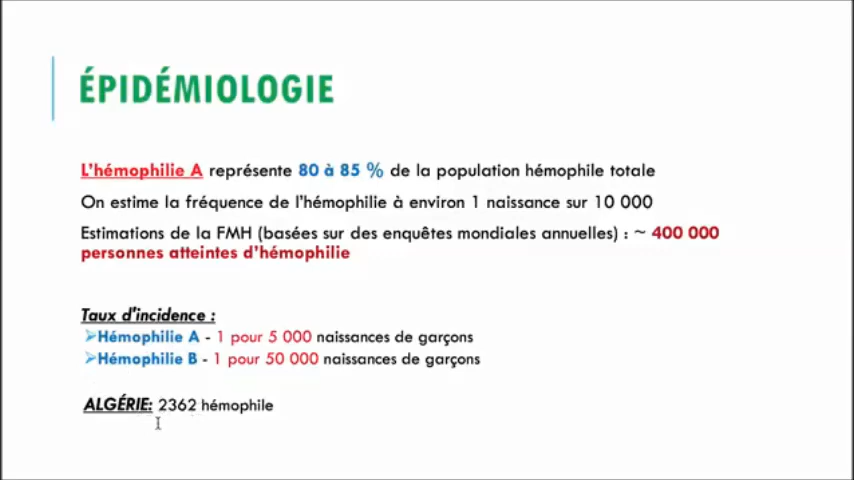 ÉPIDÉMIOLOGIE
L'hémophilie A représente 80 à 85 % de la population hémophile totale
On estime la fréquence de l'hémophilie à environ 1 naissance sur 10 000
Estimations de la FMH (basées sur des enquêtes mondiales annuelles) : ~ 400 000
personnes atteintes d'hémophilie
Taux d'incidence :
➢Hémophilie A - 1 pour 5 000 naissances de garçons
➢Hémophilie B - 1 pour 50 000 naissances de garçons
ALGÉRIE: 2362 hémophile